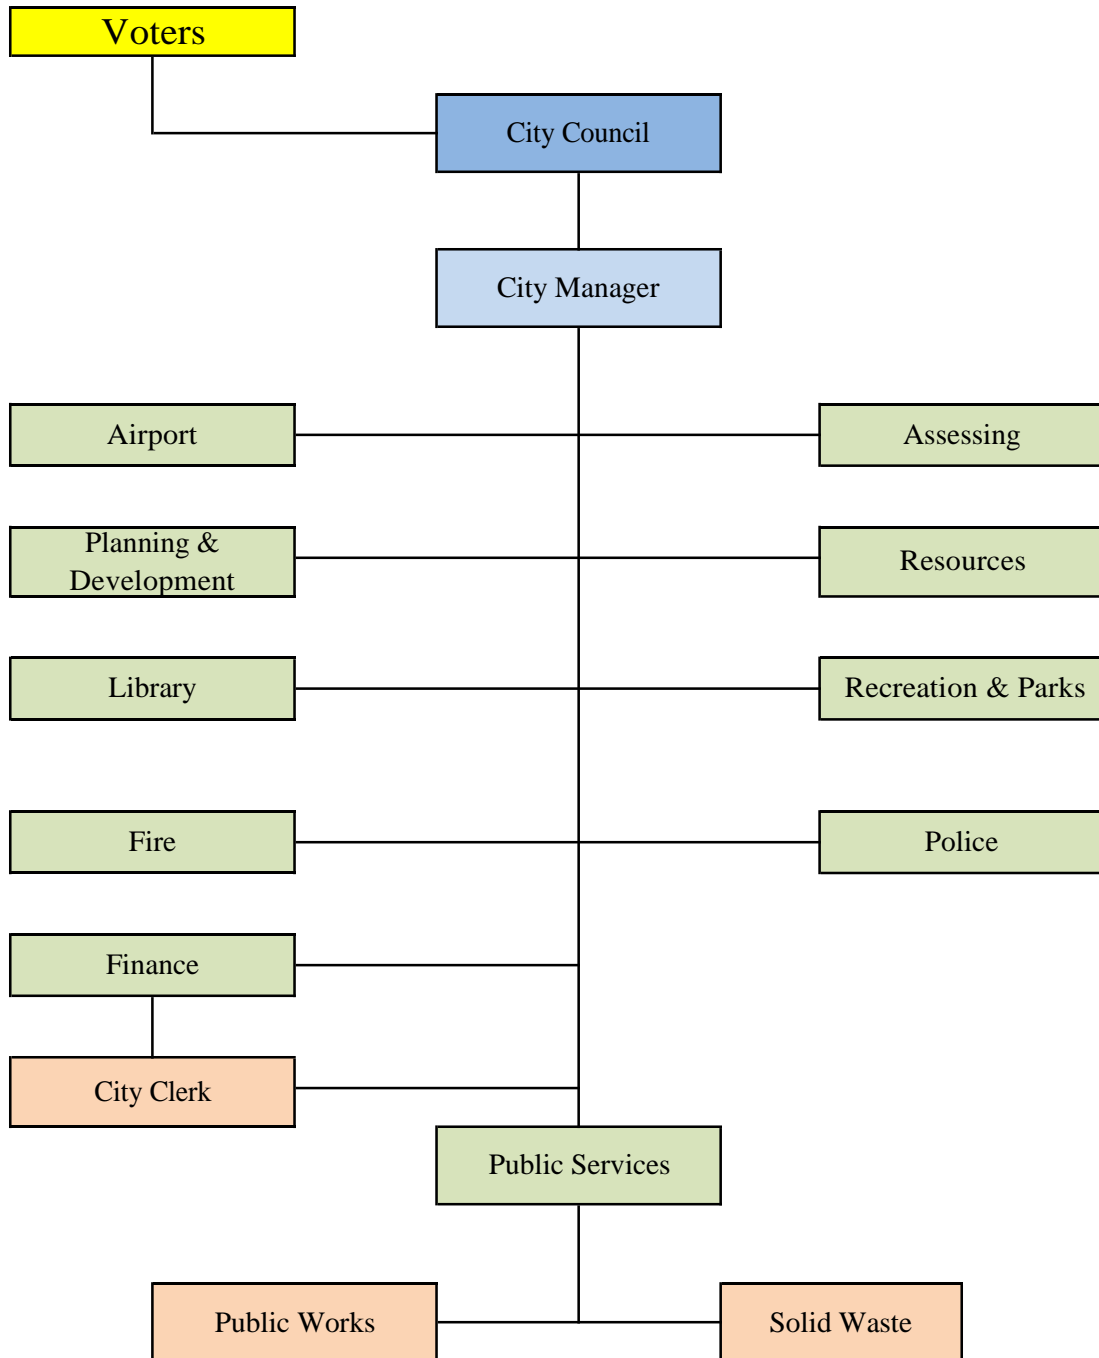 Voters
City Council
City Manager
Airport
Assessing
Planning &
Development
Resources
Library
Recreation & Parks
Fire
Police
Finance
City Clerk
Public Services
Public Works
Solid Waste